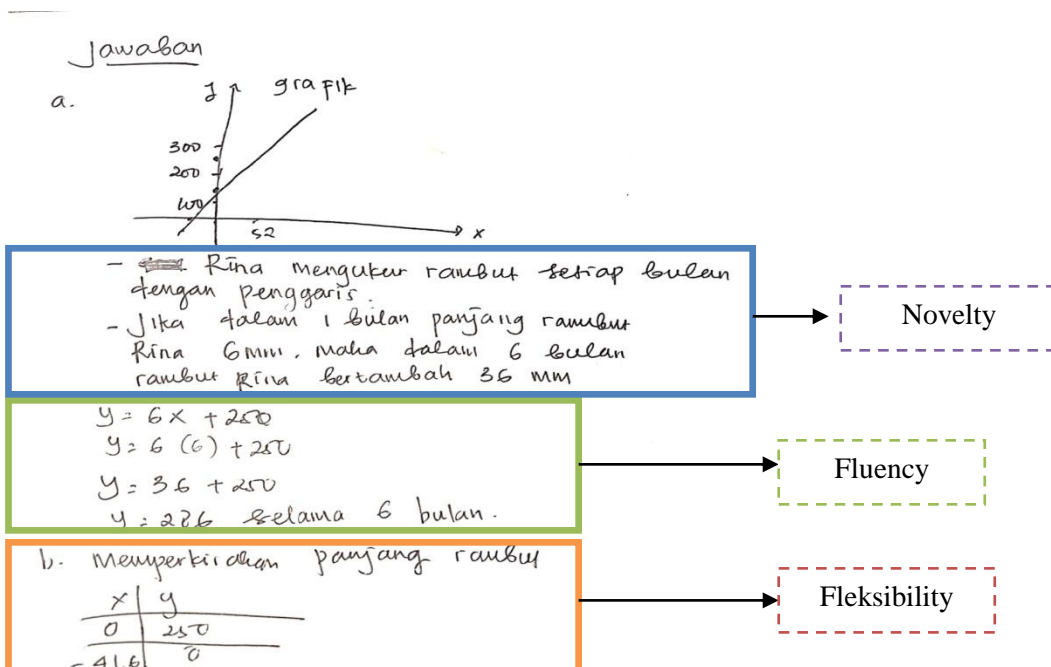 Jawaban
a.
y grafik
300
200
100
52 x
- Rina mengukur rambut setiap bulan
dengan penggaris.
- Jika dalam 1 bulan panjang rambut
Rina 6 mm, maka dalam 6 bulan
rambut Rina bertambah 36 mm
Novelty
y = 6x + 250
y = 6 (6) + 250
y = 36 + 250
y = 286 selama 6 bulan.
Fluency
b. Memperkirakan panjang rambut
x | y
0 | 250
-41,6 | 0
Fleksibility